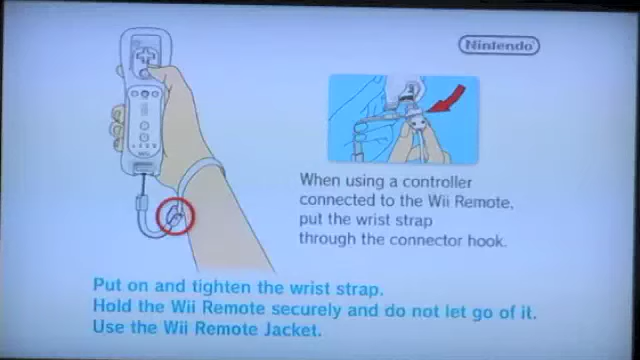 Nintendo
When using a controller
connected to the Wii Remote,
put the wrist strap
through the connector hook.
Put on and tighten the wrist strap.
Hold the Wii Remote securely and do not let go of it.
Use the Wii Remote Jacket.